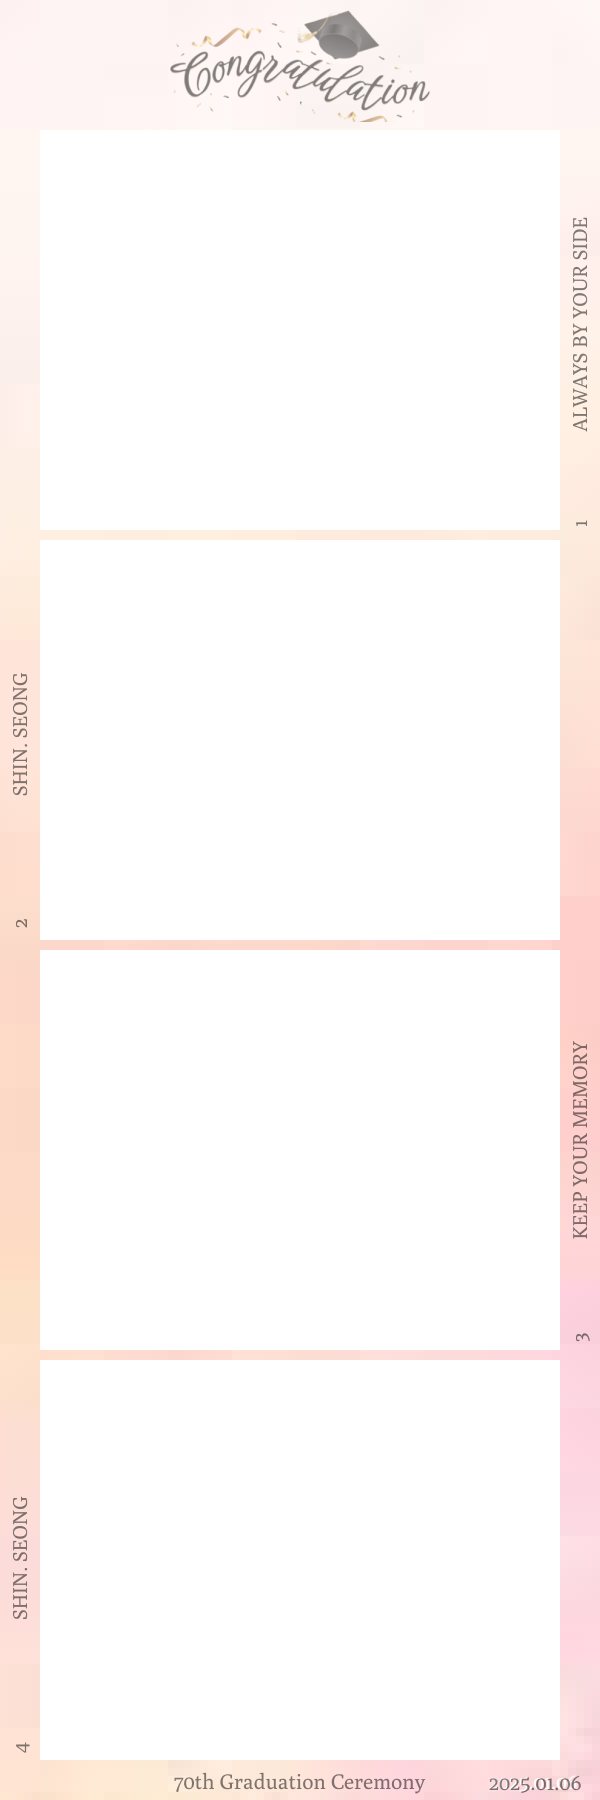 Congratulation
ALWAYS BY YOUR SIDE
1
SHIN. SEONG
2
KEEP YOUR MEMORY
3
SHIN. SEONG
4
70th Graduation Ceremony
2025.01.06